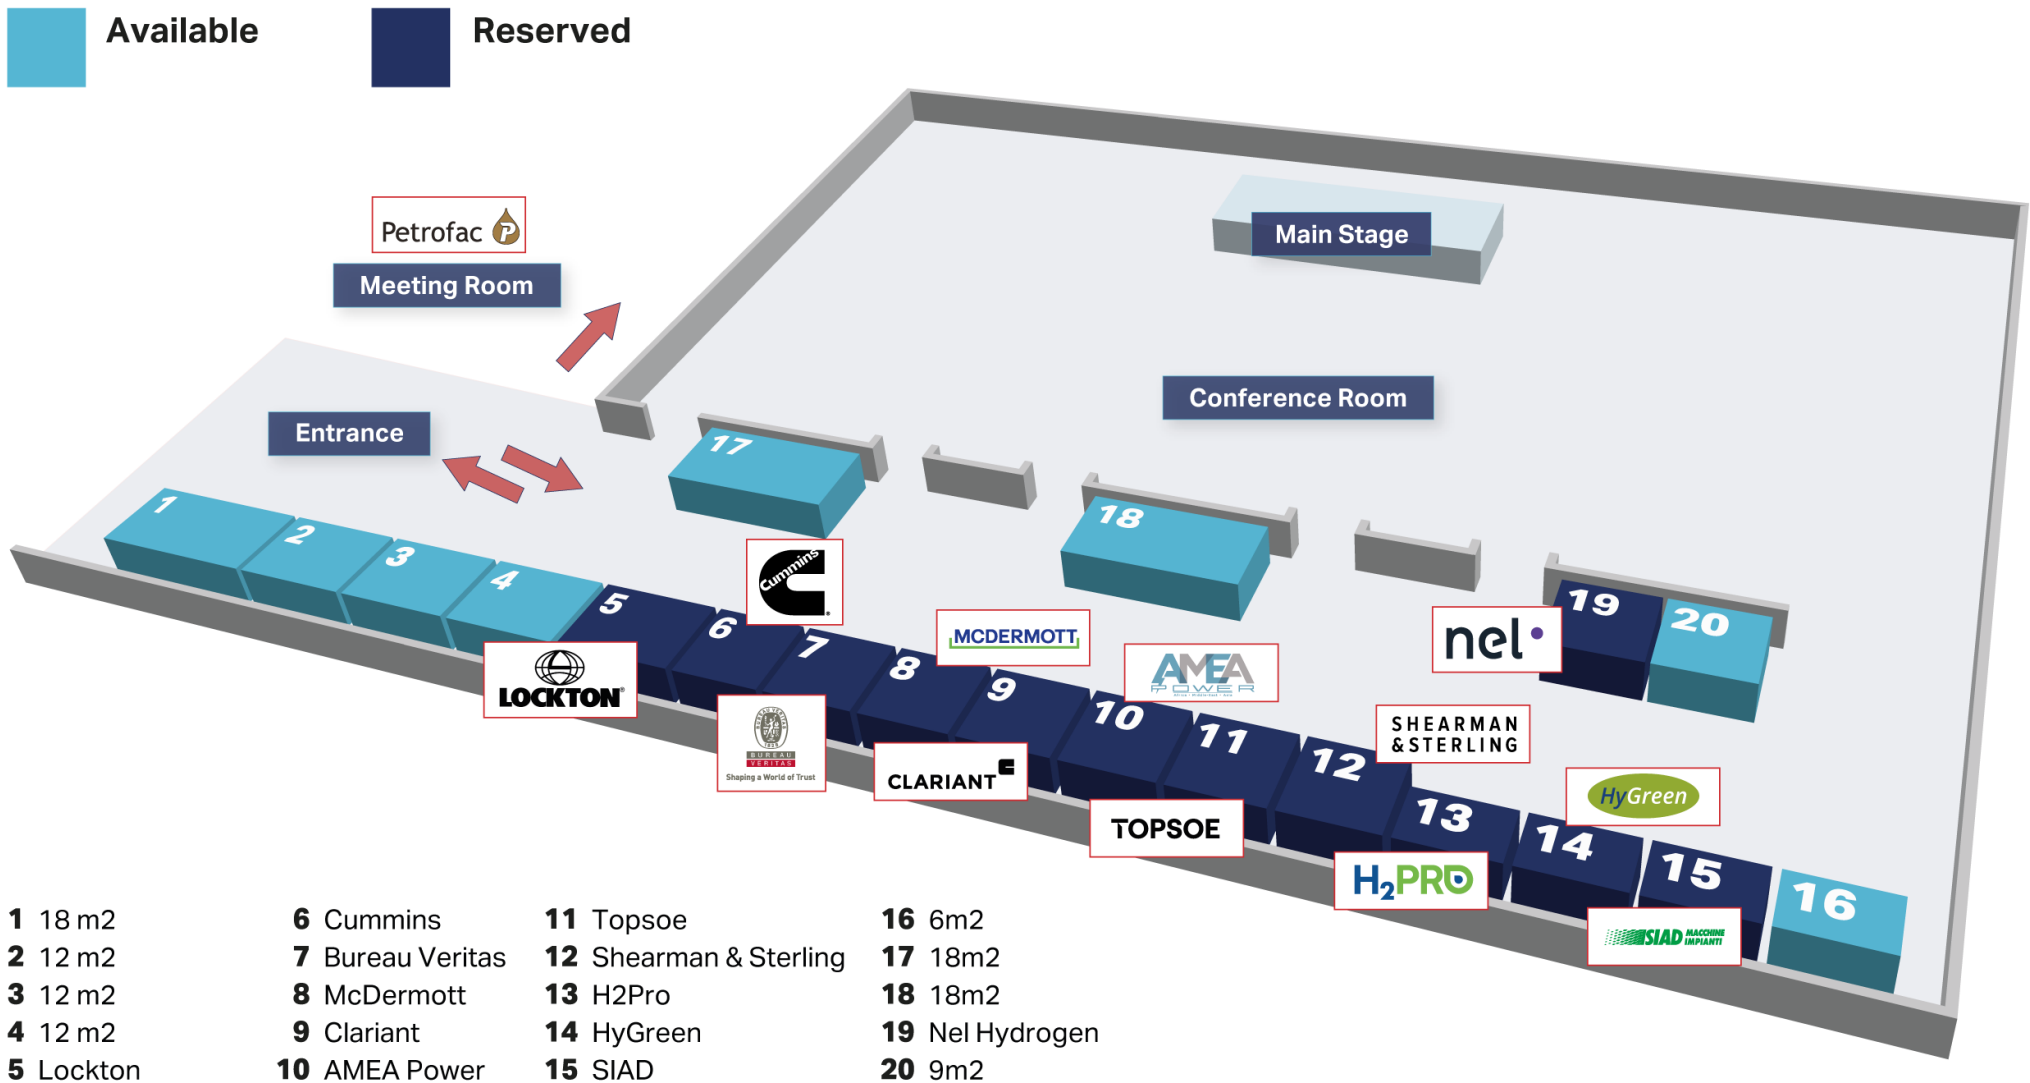 Available
Reserved
Petrofac
Meeting Room
Main Stage
Conference Room
Entrance
1
2
3
4
5
6
7
8
9
10
11
12
13
14
15
16
17
18
19
20
Cummins
LOCKTON
BUREAU VERITAS
1828
BUREAU
VERITAS
Shaping a World of Trust
MCDERMOTT
CLARIANT
AMEA
POWER
TOPSOE
nel
SHEARMAN
&STERLING
H2PRO
HyGreen
SIAD MACCHINE
IMPIANTI
1 18 m2
2 12 m2
3 12 m2
4 12 m2
5 Lockton
6 Cummins
7 Bureau Veritas
8 McDermott
9 Clariant
10 AMEA Power
11 Topsoe
12 Shearman & Sterling
13 H2Pro
14 HyGreen
15 SIAD
16 6m2
17 18m2
18 18m2
19 Nel Hydrogen
20 9m2